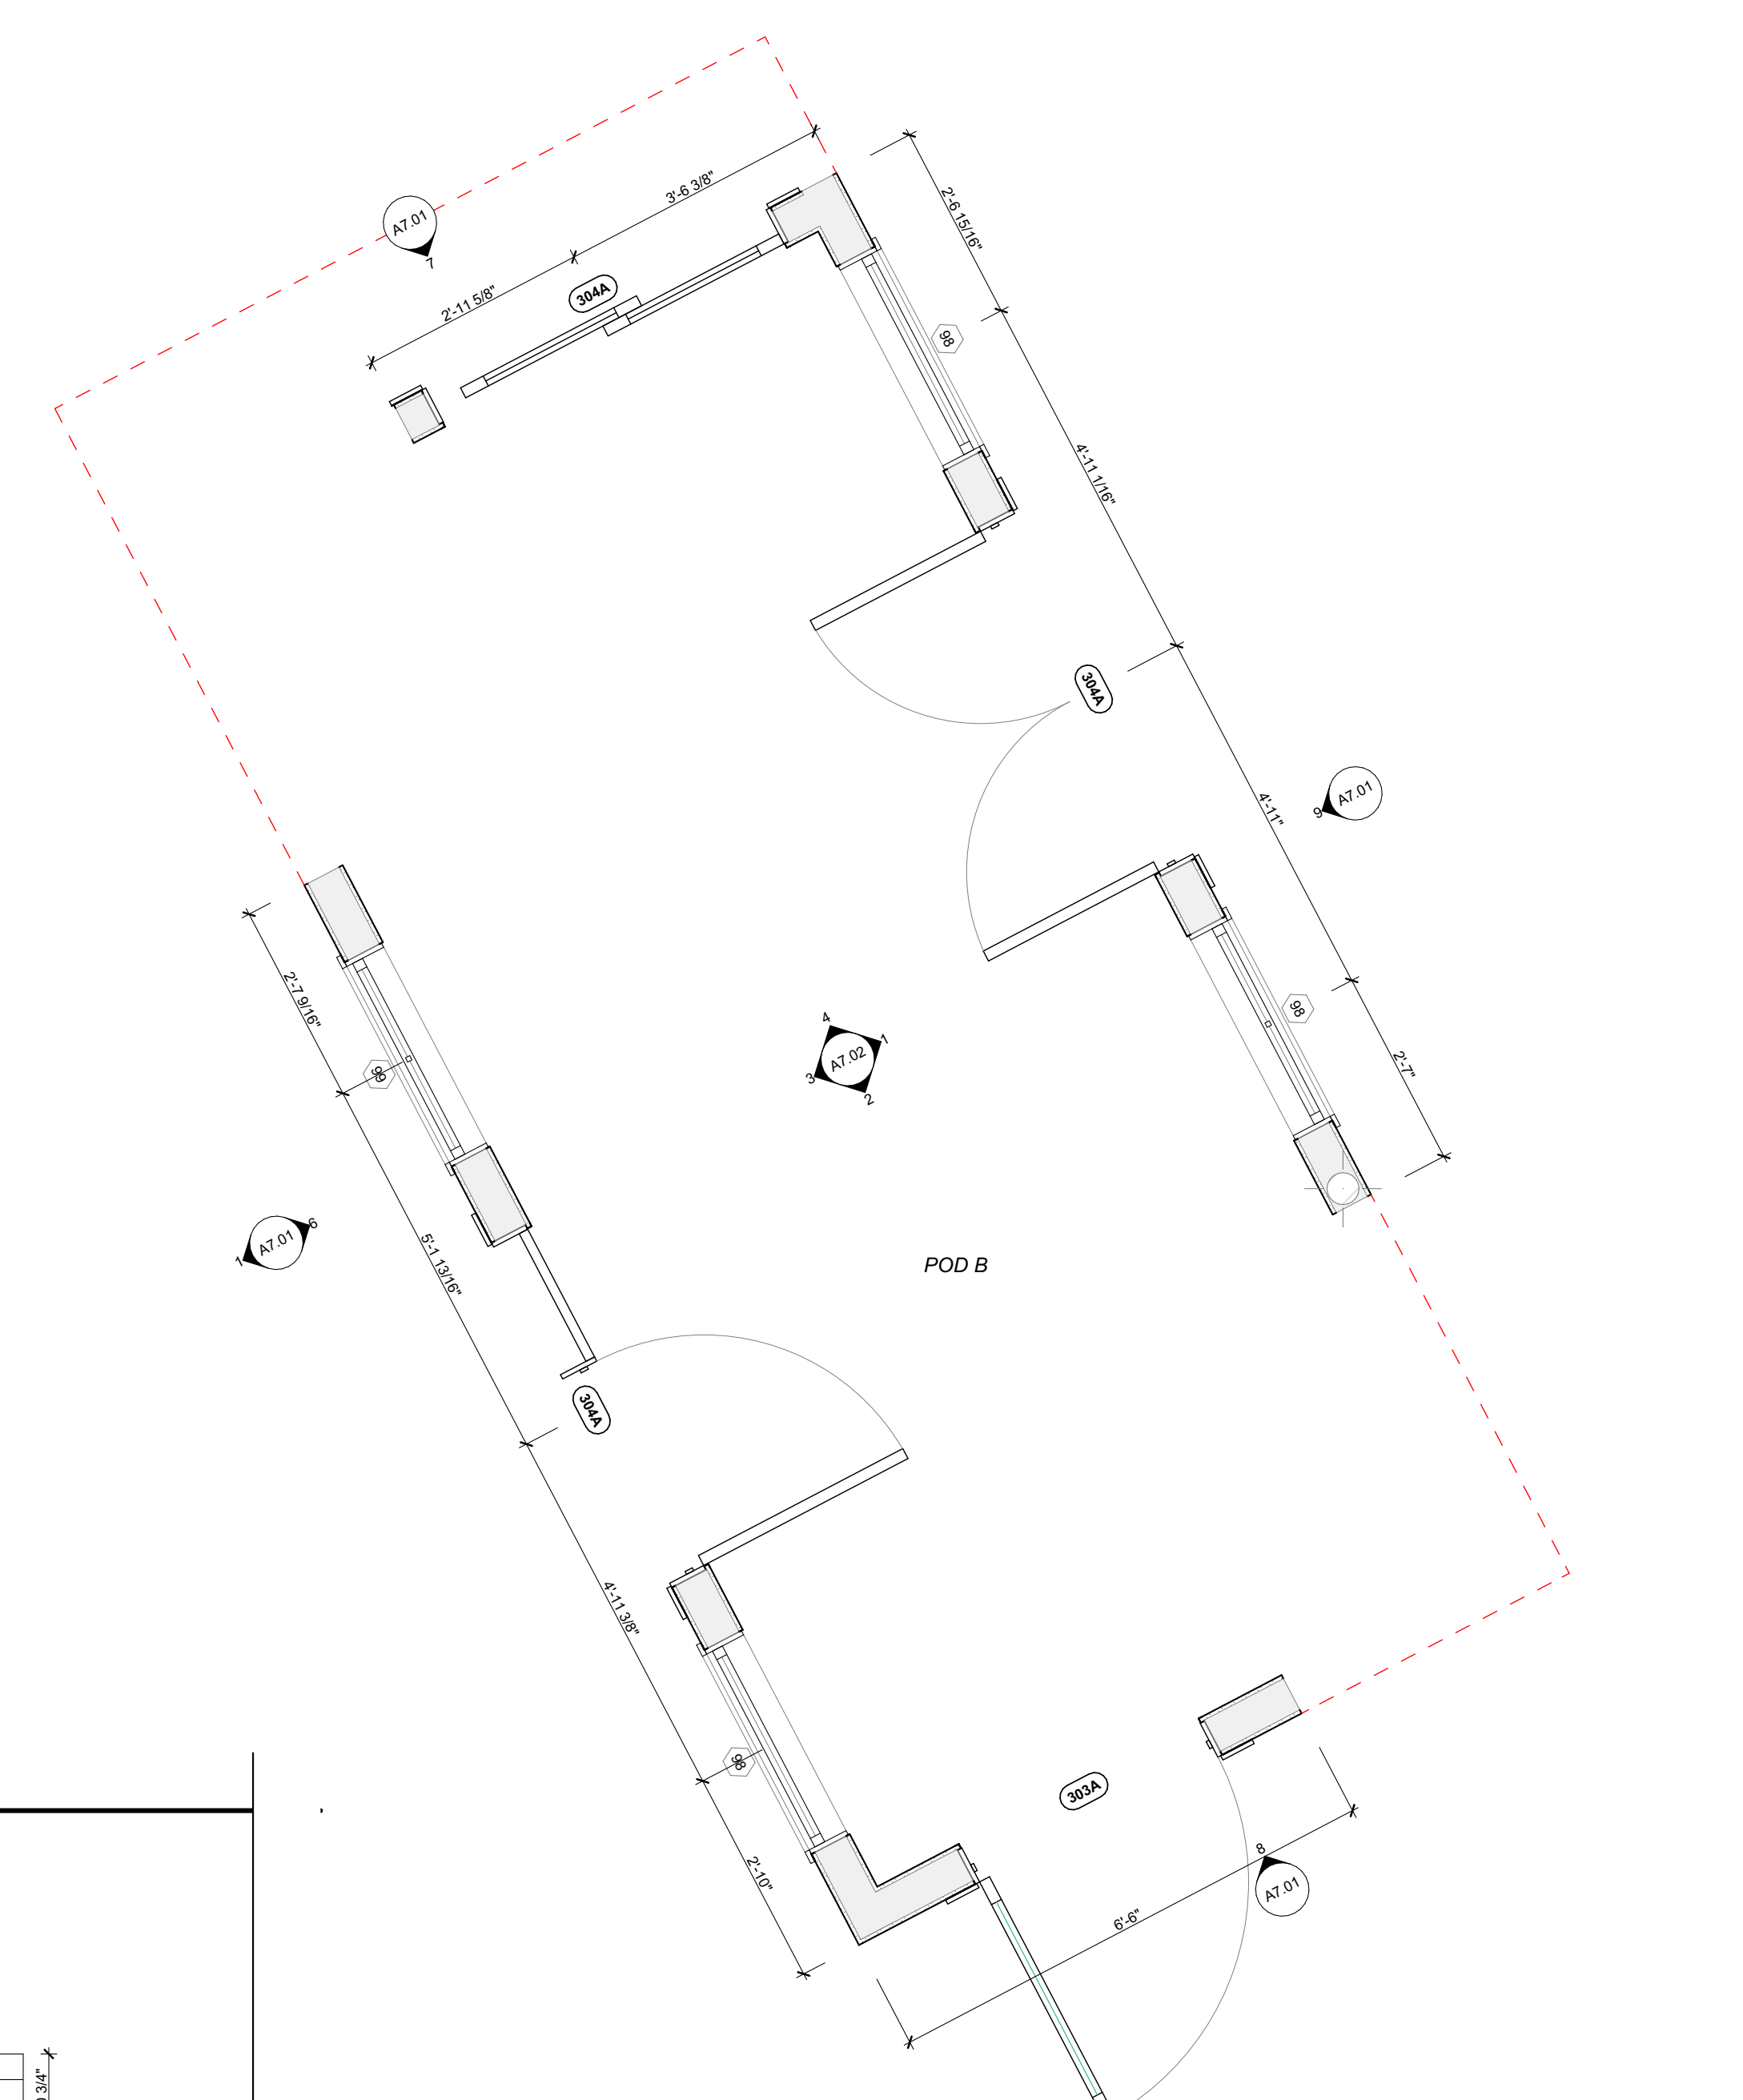 3'-6 3/8"
2'-6 15/16"
A7.01
7
2'-11 5/8"
304A
98
4'-11 1/16"
304A
4'-11"
A7.01
9
2'-7 9/16"
98
4
1
A7.02
3
2
99
2'-7"
6
A7.01
1
5'-1 13/16"
POD B
304A
4'-11 3/8"
98
303A
8
A7.01
2'-10"
6'-6"
3/4"